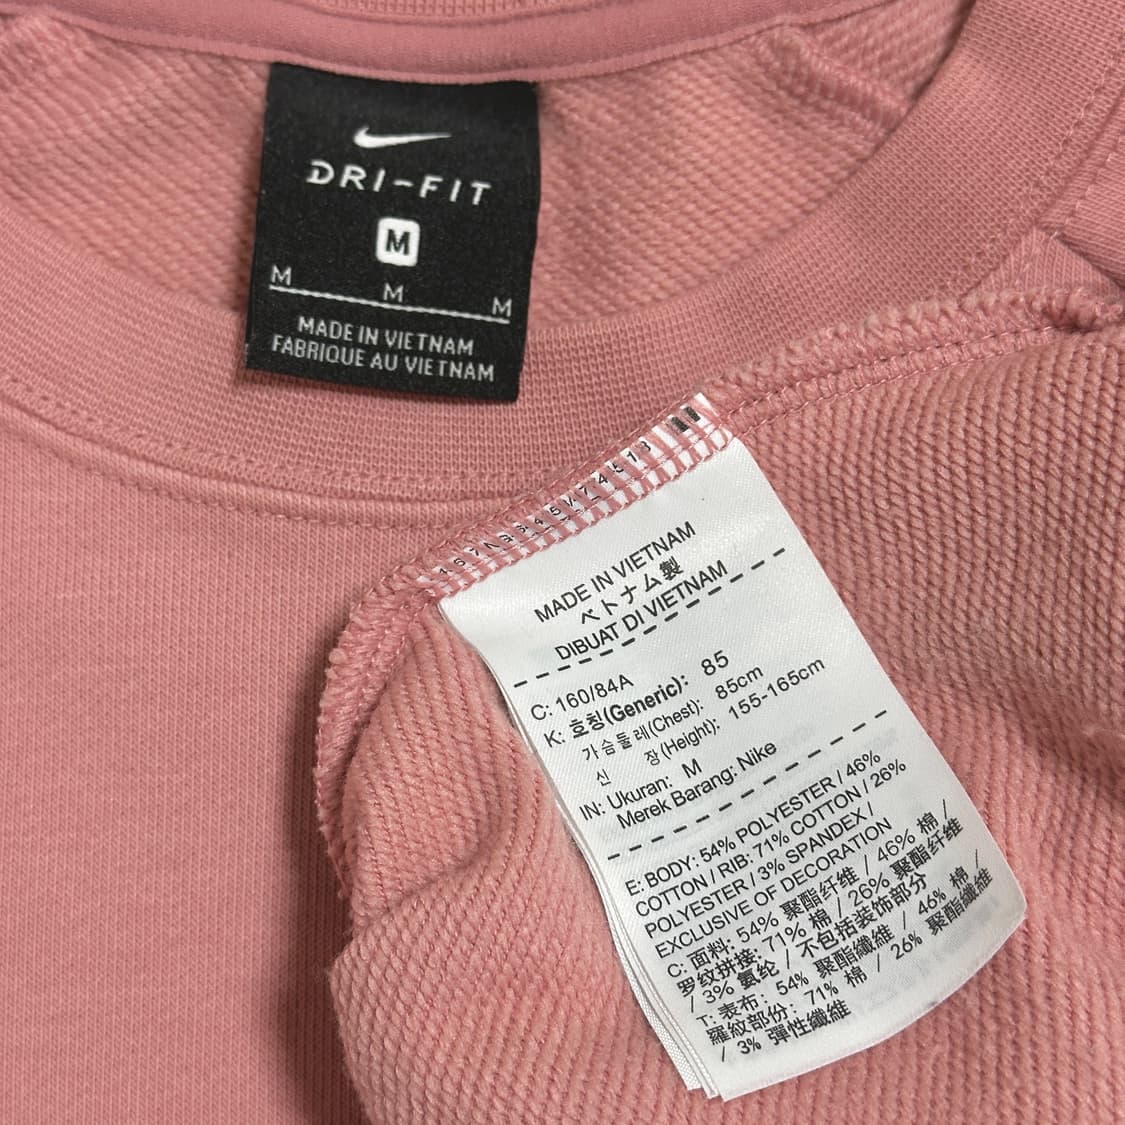 DRI-FIT
M
M M M
MADE IN VIETNAM
FABRIQUE AU VIETNAM
MADE IN VIETNAM
ベトナム製
DIBUAT DI VIETNAM
C: 160/84A
K: 호칭(Generic): 85
가슴둘레(Chest): 85cm
신 장(Height): 155-165cm
IN: Ukuran: M
Merek Barang: Nike
E: BODY: 54% POLYESTER / 46%
COTTON / RIB: 71% COTTON / 26%
POLYESTER / 3% SPANDEX /
EXCLUSIVE OF DECORATION
C: 面料: 54% 聚酯纤维 / 46% 棉 /
罗纹拼接: 71% 棉 / 26% 聚酯纤维
/ 3% 氨纶 / 不包括装饰部分
T: 表布: 54% 聚酯纖維 / 46% 棉 /
羅紋部份: 71% 棉 / 26% 聚酯纖維
/ 3% 彈性纖維